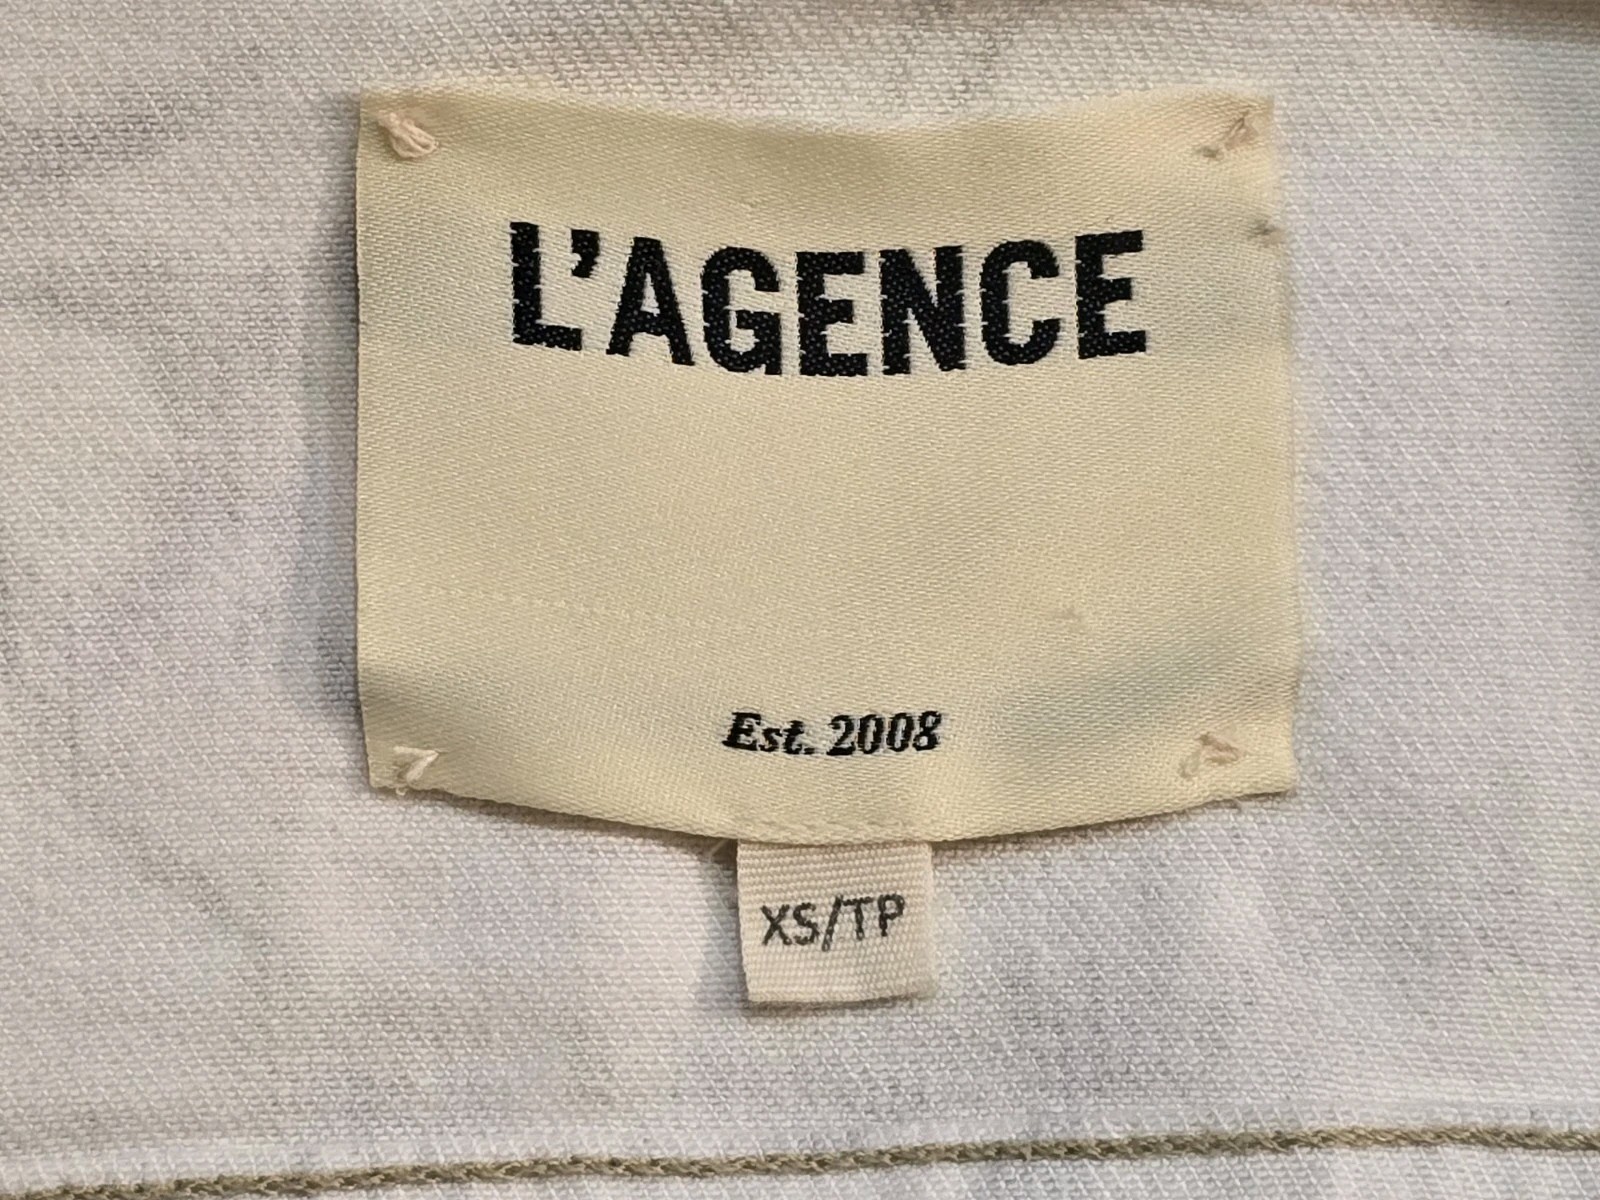 L’AGENCE
Est. 2008
XS/TP